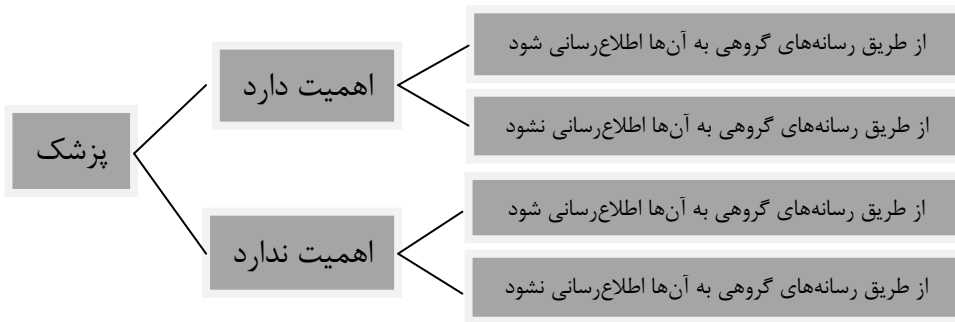 پزشک
اهمیت دارد
از طریق رسانه‌های گروهی به آن‌ها اطلاع‌رسانی شود
از طریق رسانه‌های گروهی به آن‌ها اطلاع‌رسانی نشود
اهمیت ندارد
از طریق رسانه‌های گروهی به آن‌ها اطلاع‌رسانی شود
از طریق رسانه‌های گروهی به آن‌ها اطلاع‌رسانی نشود